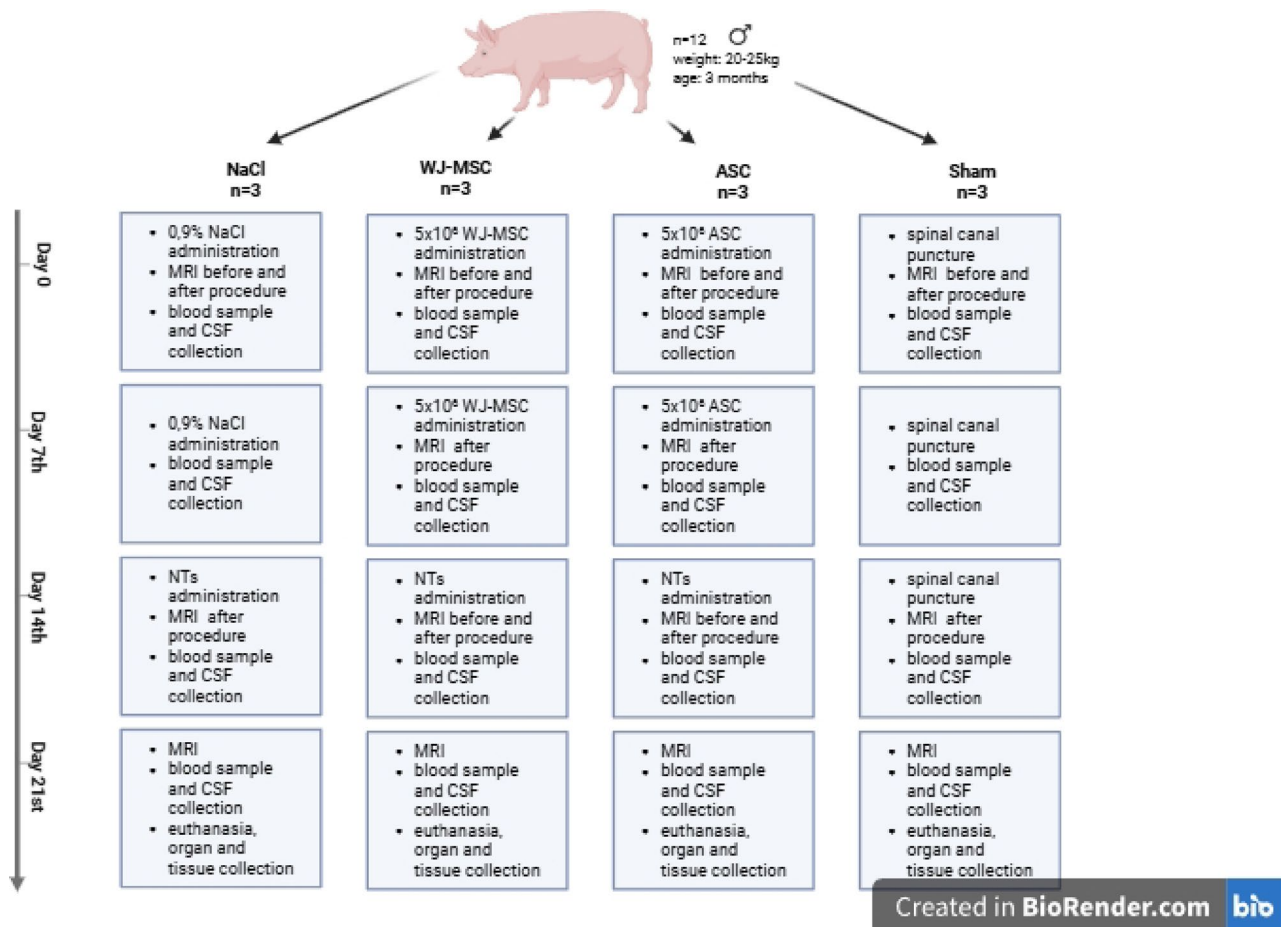 n=12 ♂
weight: 20-25kg
age: 3 months
NaCl
n=3
WJ-MSC
n=3
ASC
n=3
Sham
n=3
Day 0
• 0,9% NaCl
administration
• MRI before and
after procedure
• blood sample
and CSF
collection
• 5x10⁶ WJ-MSC
administration
• MRI before and
after procedure
• blood sample
and CSF
collection
• 5x10⁶ ASC
administration
• MRI before and
after procedure
• blood sample
and CSF
collection
• spinal canal
puncture
• MRI before and
after procedure
• blood sample
and CSF
collection
Day 7th
• 0,9% NaCl
administration
• blood sample
and CSF
collection
• 5x10⁶ WJ-MSC
administration
• MRI after
procedure
• blood sample
and CSF
collection
• 5x10⁶ ASC
administration
• MRI after
procedure
• blood sample
and CSF
collection
• spinal canal
puncture
• blood sample
and CSF
collection
Day 14th
• NTs
administration
• MRI after
procedure
• blood sample
and CSF
collection
• NTs
administration
• MRI before and
after procedure
• blood sample
and CSF
collection
• NTs
administration
• MRI before and
after procedure
• blood sample
and CSF
collection
• spinal canal
puncture
• MRI after
procedure
• blood sample
and CSF
collection
Day 21st
• MRI
• blood sample
and CSF
collection
• euthanasia,
organ and
tissue collection
• MRI
• blood sample
and CSF
collection
• euthanasia,
organ and
tissue collection
• MRI
• blood sample
and CSF
collection
• euthanasia,
organ and
tissue collection
• MRI
• blood sample
and CSF
collection
• euthanasia,
organ and
tissue collection
Created in BioRender.com bio